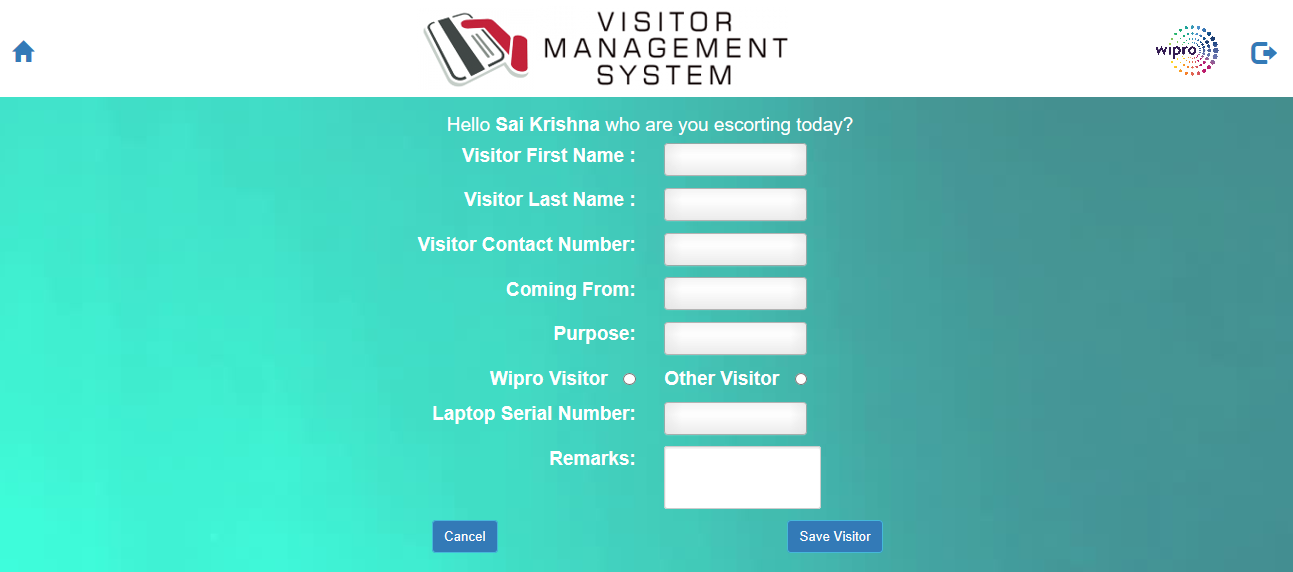 VISITOR
MANAGEMENT
SYSTEM
wipro
Hello Sai Krishna who are you escorting today?
Visitor First Name :
Visitor Last Name :
Visitor Contact Number:
Coming From:
Purpose:
Wipro Visitor Other Visitor
Laptop Serial Number:
Remarks:
Cancel Save Visitor